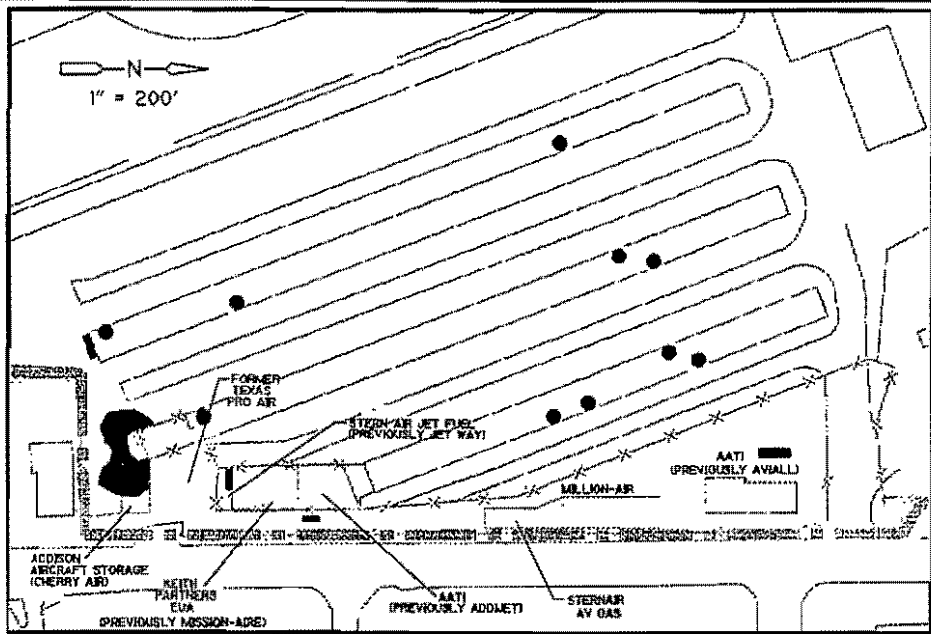 N
1" = 200'
FORMER
TEXAS
PRO AIR
STERN AIR JET FUEL
(PREVIOUSLY JET WAY)
AATI
(PREVIOUSLY AVIALL)
MILLION-AIR
ADDISON
AIRCRAFT STORAGE
(CHERRY AIR)
KEITH
PARTNERS
EUA
(PREVIOUSLY MISSION-AIRE)
AATI
(PREVIOUSLY ADDJET)
STERNAIR
AV GAS